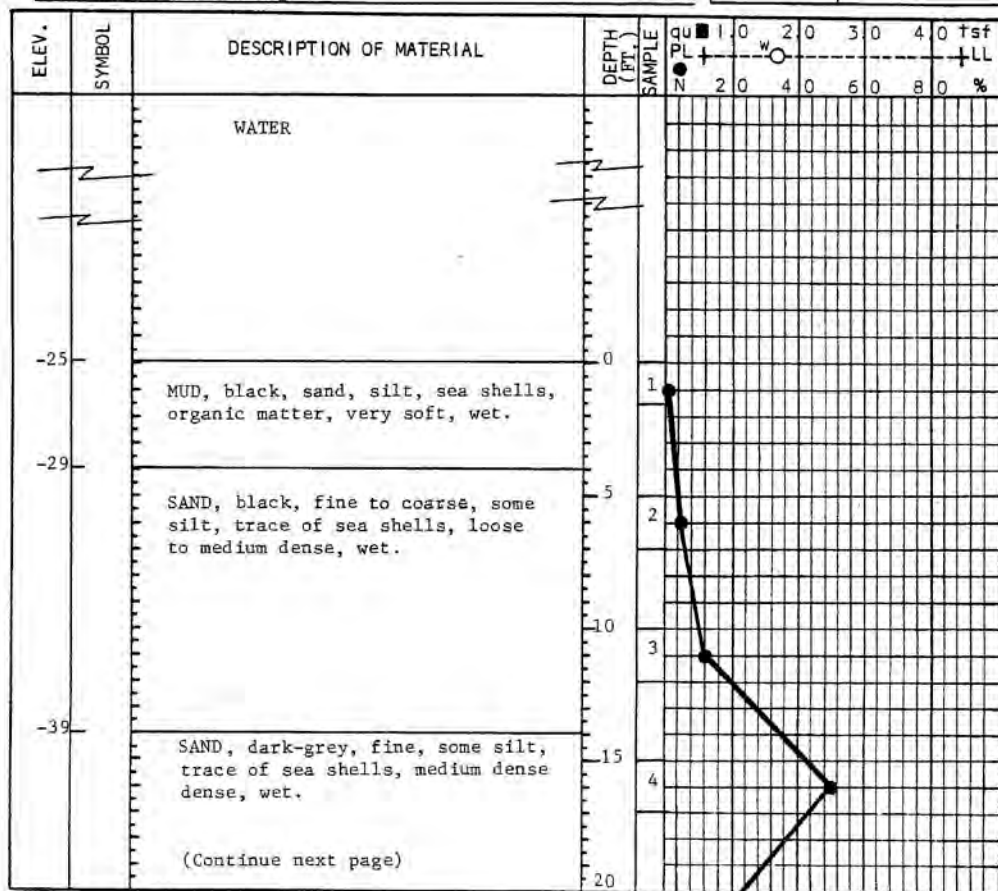 ELEV.
SYMBOL
DESCRIPTION OF MATERIAL
DEPTH
(FT.)
SAMPLE
qu 1.0 2.0 3.0 4.0 tsf
PL w LL
N 20 40 60 80 %
WATER
-25
0
MUD, black, sand, silt, sea shells,
organic matter, very soft, wet.
1
-29
SAND, black, fine to coarse, some
silt, trace of sea shells, loose
to medium dense, wet.
5
2
10
3
-39
SAND, dark-grey, fine, some silt,
trace of sea shells, medium dense
dense, wet.
15
4
(Continue next page)
20